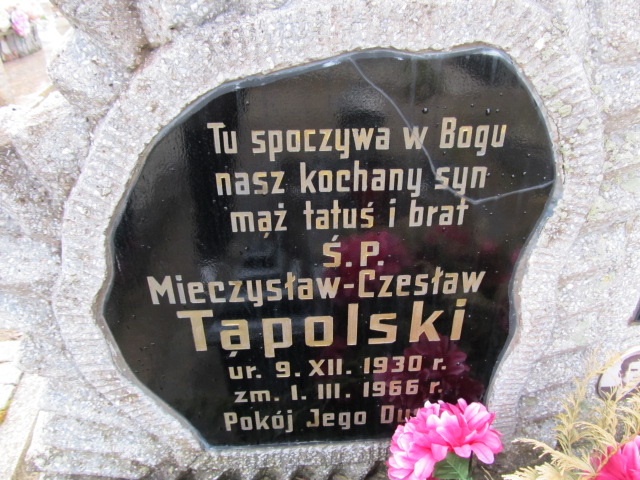 Tu spoczywa w Bogu
nasz kochany syn
mąż tatuś i brat
Ś.P.
Mieczysław-Czesław
Tąpolski
ur. 9. XII. 1930 r.
zm. 1. III. 1966 r.
Pokój Jego